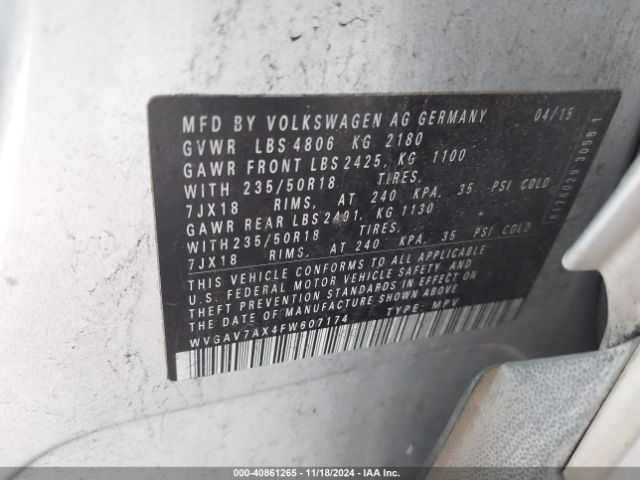 MFD BY VOLKSWAGEN AG GERMANY 04/15
GVWR LBS 4806 KG 2180
GAWR FRONT LBS 2425, KG 1100
WITH 235/50R18 TIRES,
7JX18 RIMS, AT 240 KPA, 35 PSI COLD
GAWR REAR LBS 2491, KG 1130
WITH 235/50R18 TIRES,
7JX18 RIMS, AT 240 KPA, 35 PSI COLD
THIS VEHICLE CONFORMS TO ALL APPLICABLE
U.S. FEDERAL MOTOR VEHICLE SAFETY AND
THEFT PREVENTION STANDARDS IN EFFECT ON
THE DATE OF MANUFACTURE SHOWN ABOVE.
WVGAV7AX4FW607174 TYPE: MPV
000-40861265 - 11/18/2024 - IAA Inc.